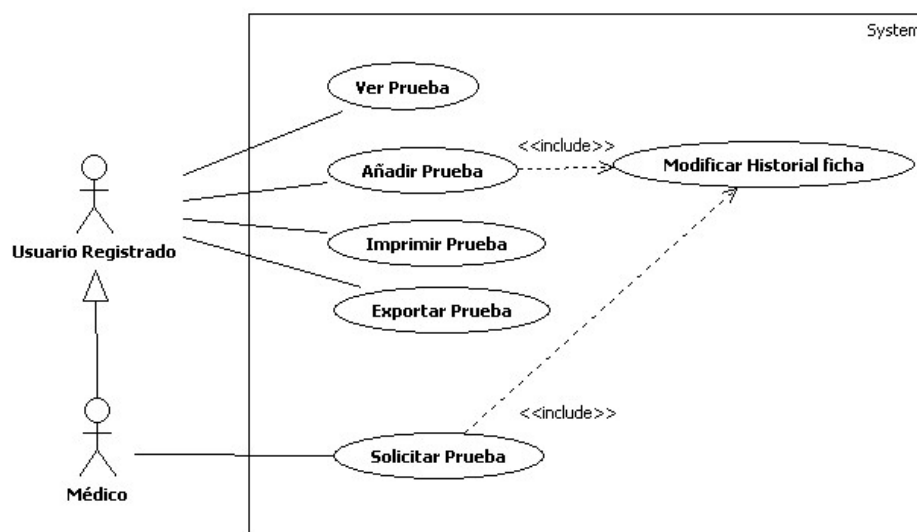 System
Ver Prueba
<<include>>
Añadir Prueba
Modificar Historial ficha
Usuario Registrado
Imprimir Prueba
Exportar Prueba
<<include>>
Solicitar Prueba
Médico